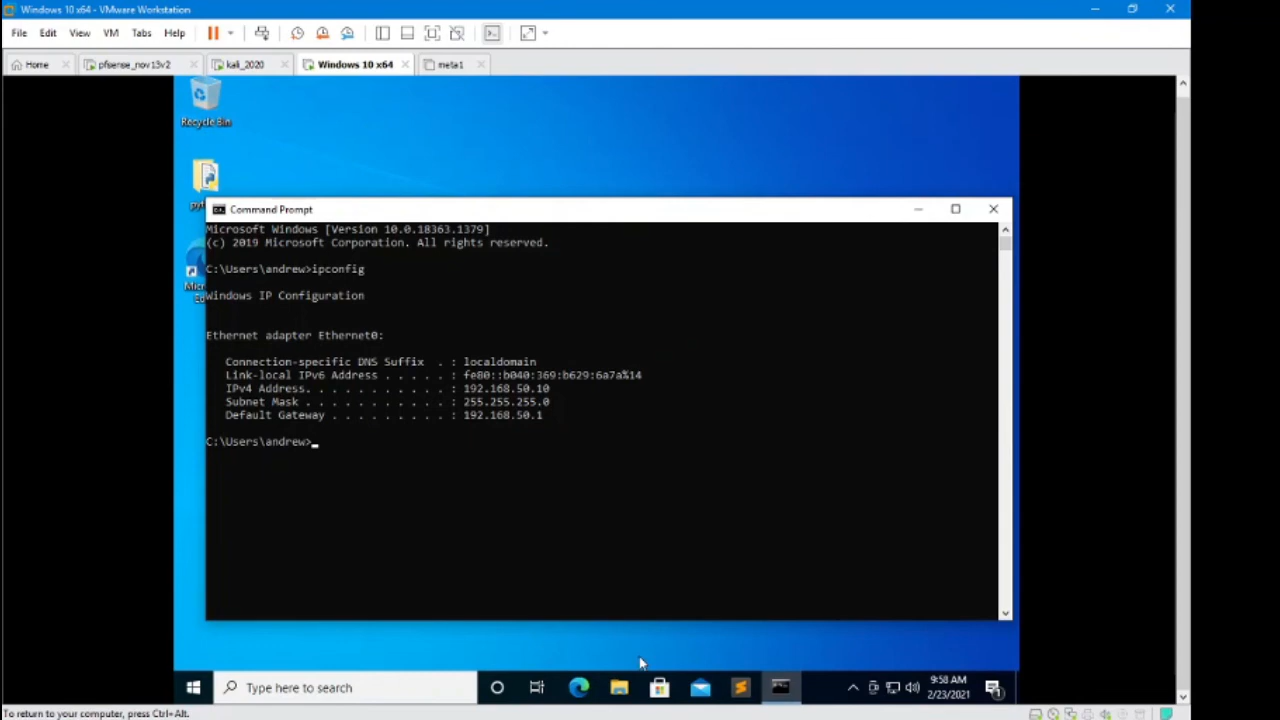 Windows 10 x64 - VMware Workstation
File Edit View VM Tabs Help
Home pfsense_nov13v2 kali_2020 Windows 10 x64 meta1
Recycle Bin
Command Prompt
Microsoft Windows [Version 10.0.18363.1379]
(c) 2019 Microsoft Corporation. All rights reserved.
C:\Users\andrew>ipconfig
Windows IP Configuration
Ethernet adapter Ethernet0:
Connection-specific DNS Suffix . : localdomain
Link-local IPv6 Address . . . . . : fe80::b040:369:b629:6a7a%14
IPv4 Address. . . . . . . . . . . : 192.168.50.10
Subnet Mask . . . . . . . . . . . : 255.255.255.0
Default Gateway . . . . . . . . . : 192.168.50.1
C:\Users\andrew>
Type here to search
9:58 AM
2/23/2021
1
To return to your computer, press Ctrl+Alt.